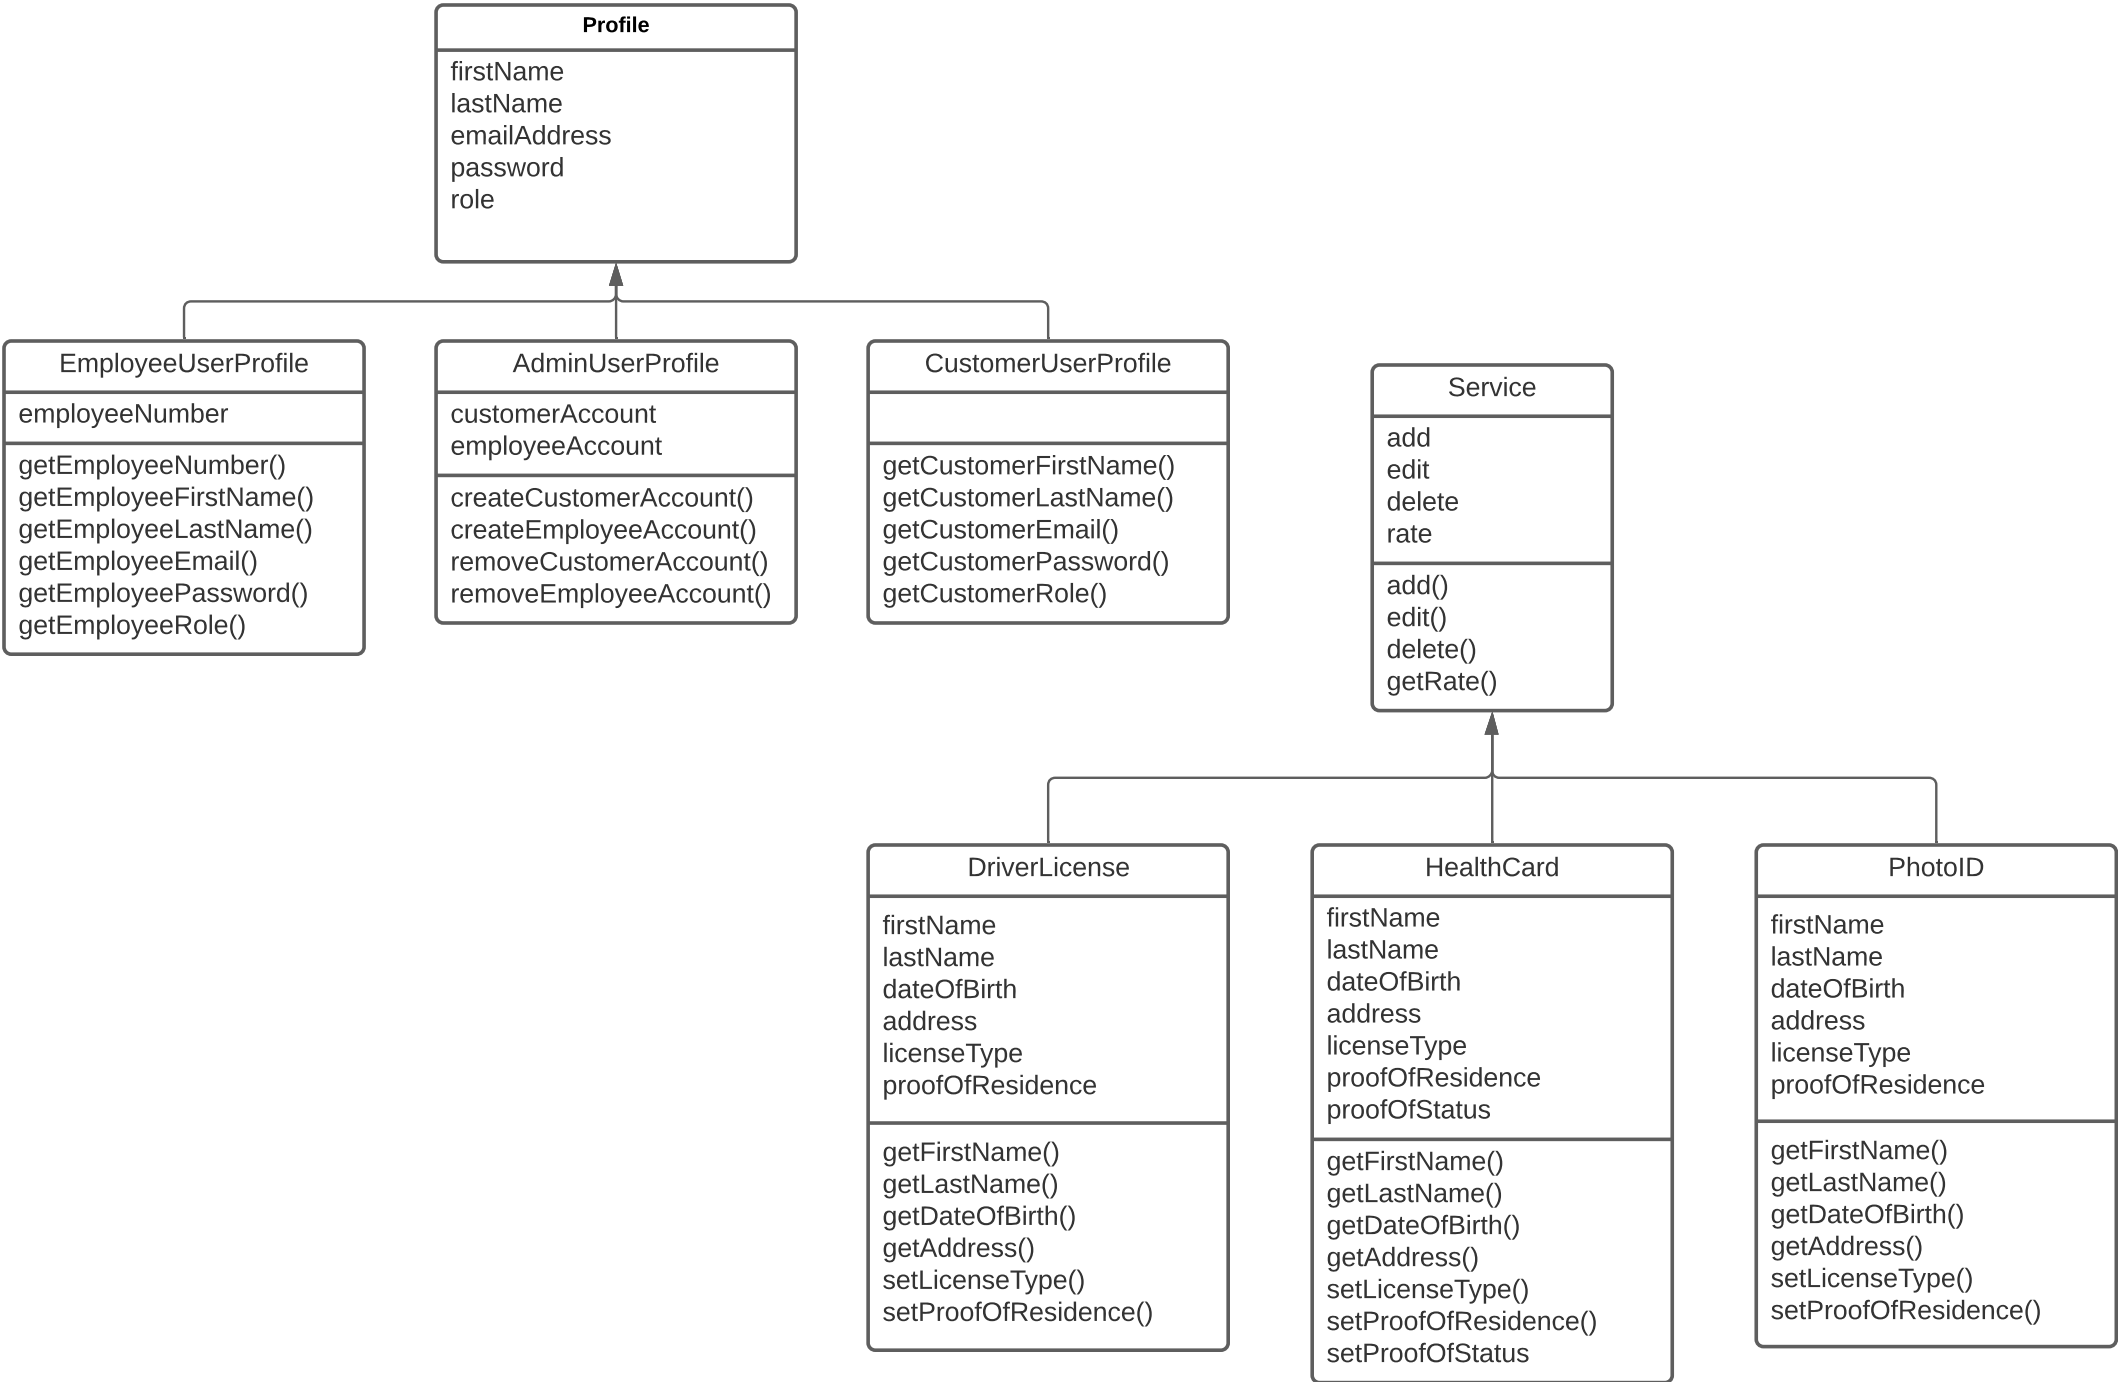 Profile
firstName
lastName
emailAddress
password
role
EmployeeUserProfile
employeeNumber
getEmployeeNumber()
getEmployeeFirstName()
getEmployeeLastName()
getEmployeeEmail()
getEmployeePassword()
getEmployeeRole()
AdminUserProfile
customerAccount
employeeAccount
createCustomerAccount()
createEmployeeAccount()
removeCustomerAccount()
removeEmployeeAccount()
CustomerUserProfile
getCustomerFirstName()
getCustomerLastName()
getCustomerEmail()
getCustomerPassword()
getCustomerRole()
Service
add
edit
delete
rate
add()
edit()
delete()
getRate()
DriverLicense
firstName
lastName
dateOfBirth
address
licenseType
proofOfResidence
getFirstName()
getLastName()
getDateOfBirth()
getAddress()
setLicenseType()
setProofOfResidence()
HealthCard
firstName
lastName
dateOfBirth
address
licenseType
proofOfResidence
proofOfStatus
getFirstName()
getLastName()
getDateOfBirth()
getAddress()
setLicenseType()
setProofOfResidence()
setProofOfStatus
PhotoID
firstName
lastName
dateOfBirth
address
licenseType
proofOfResidence
getFirstName()
getLastName()
getDateOfBirth()
getAddress()
setLicenseType()
setProofOfResidence()